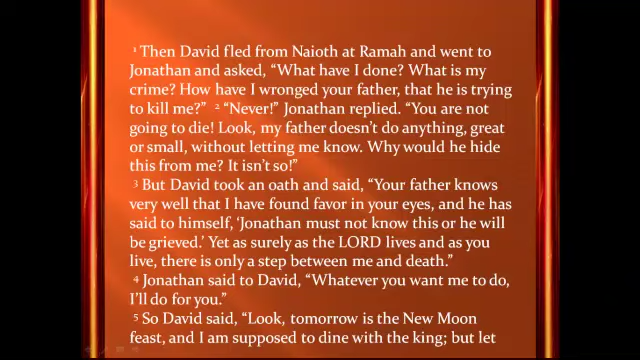 1 Then David fled from Naioth at Ramah and went to
Jonathan and asked, “What have I done? What is my
crime? How have I wronged your father, that he is trying
to kill me?” 2 “Never!” Jonathan replied. “You are not
going to die! Look, my father doesn’t do anything, great
or small, without letting me know. Why would he hide
this from me? It isn’t so!”
3 But David took an oath and said, “Your father knows
very well that I have found favor in your eyes, and he has
said to himself, ‘Jonathan must not know this or he will
be grieved.’ Yet as surely as the LORD lives and as you
live, there is only a step between me and death.”
4 Jonathan said to David, “Whatever you want me to do,
I’ll do for you.”
5 So David said, “Look, tomorrow is the New Moon
feast, and I am supposed to dine with the king; but let